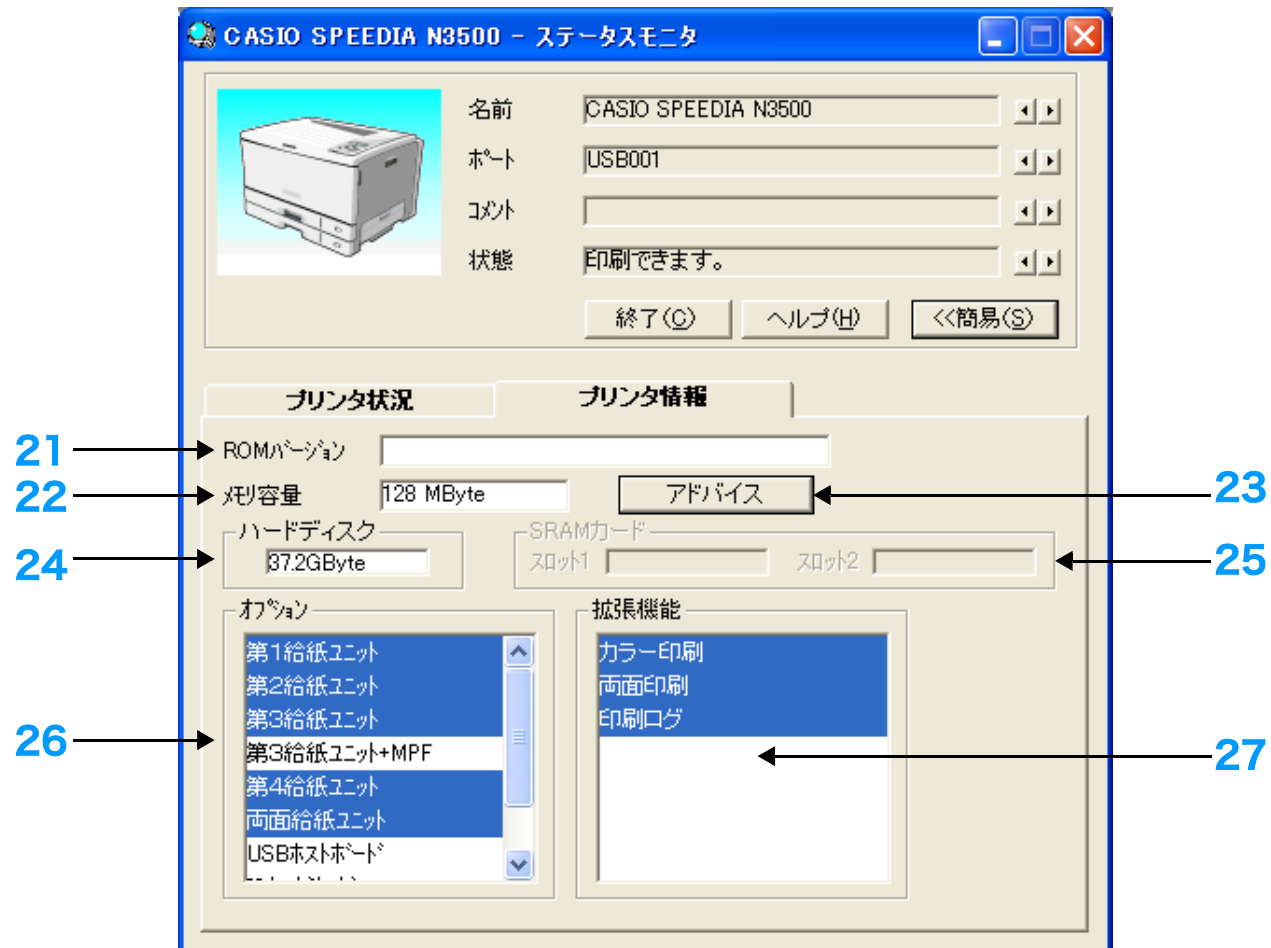 CASIO SPEEDIA N3500 - ステータスモニタ
名前 CASIO SPEEDIA N3500
ﾎﾟｰﾄ USB001
ｺﾒﾝﾄ
状態 印刷できます。
終了(C) ヘルプ(H) <<簡易(S)
プリンタ状況 プリンタ情報
21 ROMﾊﾞｰｼﾞｮﾝ
22 ﾒﾓﾘ容量 128 MByte アドバイス 23
ハードディスク SRAMカード
24 37.2GByte ｽﾛｯﾄ1 ｽﾛｯﾄ2 25
ｵﾌﾟｼｮﾝ 拡張機能
第1給紙ﾕﾆｯﾄ カラー印刷
第2給紙ﾕﾆｯﾄ 両面印刷
第3給紙ﾕﾆｯﾄ 印刷ログ
26 第3給紙ﾕﾆｯﾄ+MPF 27
第4給紙ﾕﾆｯﾄ
両面給紙ﾕﾆｯﾄ
USBﾎｽﾄﾎﾞｰﾄﾞ